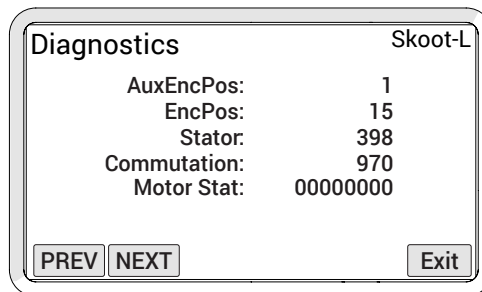 Diagnostics Skoot-L
AuxEncPos: 1
EncPos: 15
Stator: 398
Commutation: 970
Motor Stat: 00000000
PREV NEXT Exit